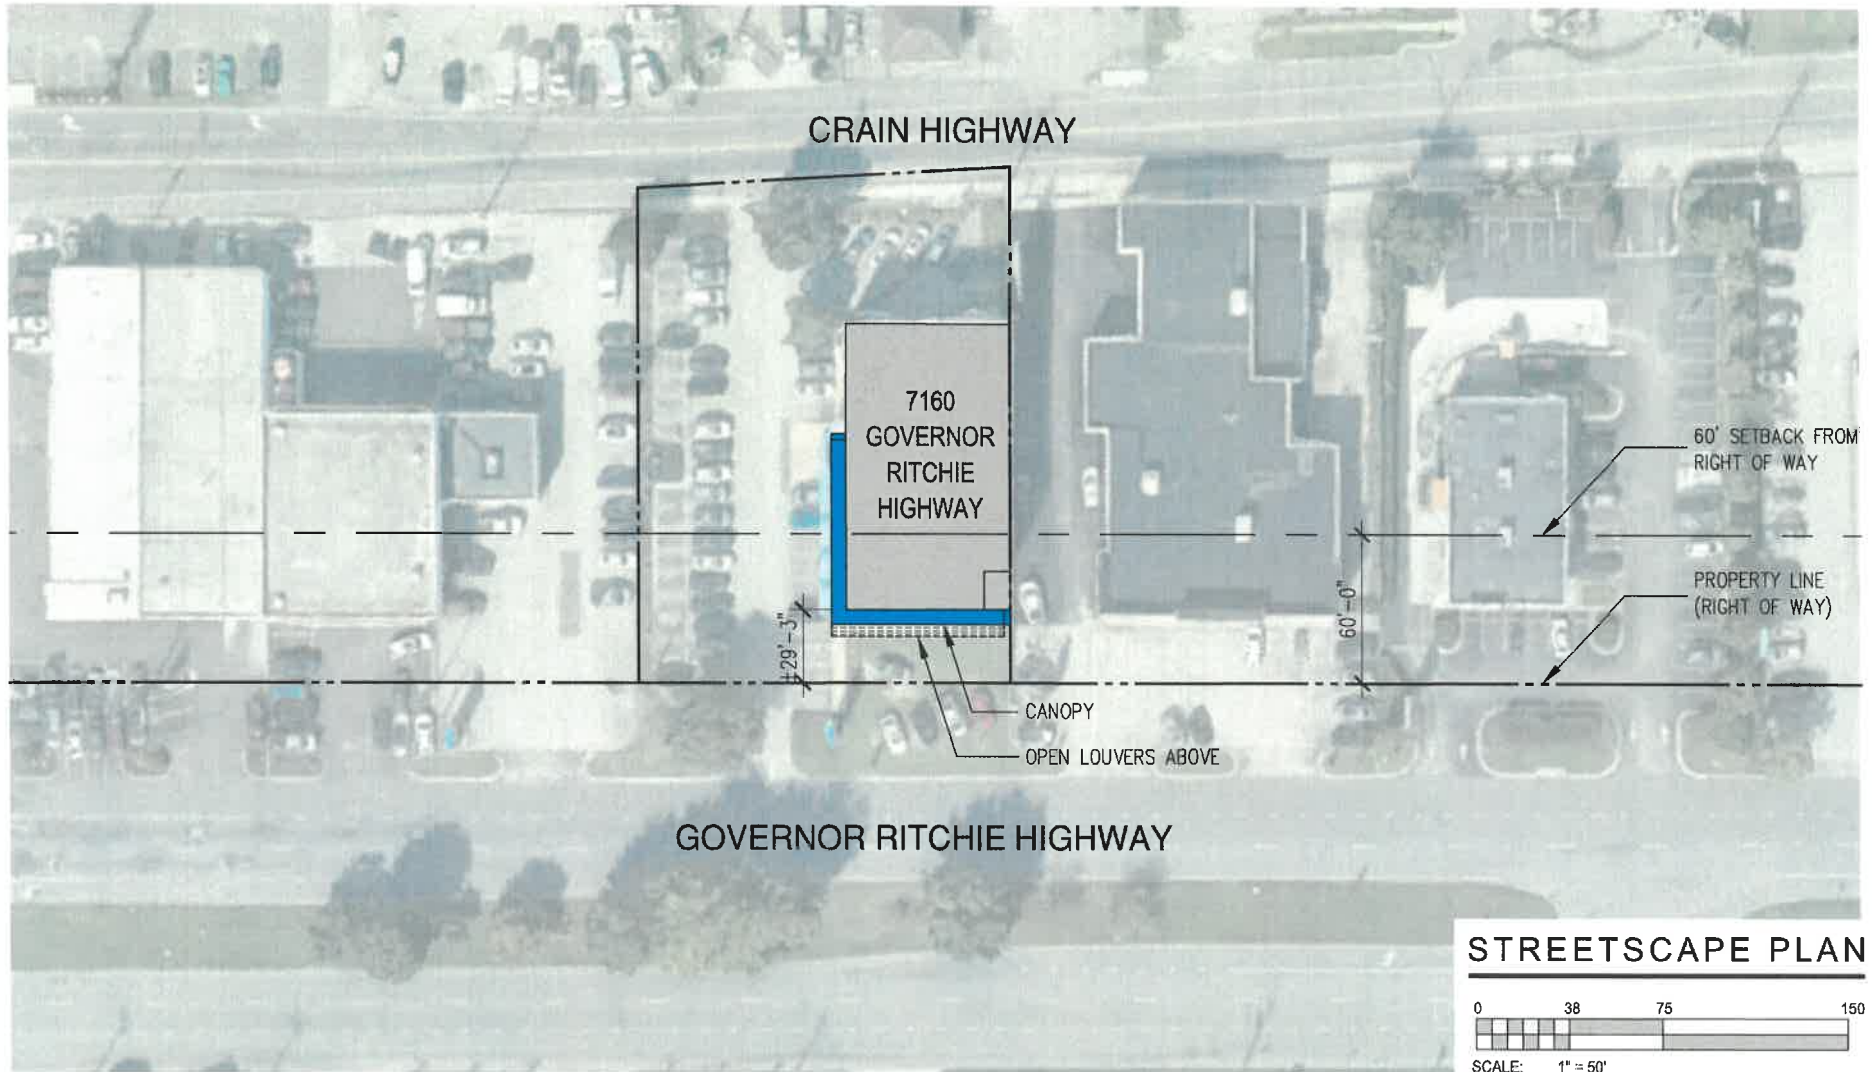 CRAIN HIGHWAY
7160
GOVERNOR
RITCHIE
HIGHWAY
60' SETBACK FROM
RIGHT OF WAY
PROPERTY LINE
(RIGHT OF WAY)
60'-0"
±29'-3"
CANOPY
OPEN LOUVERS ABOVE
GOVERNOR RITCHIE HIGHWAY
STREETSCAPE PLAN
0 38 75 150
SCALE: 1" = 50'